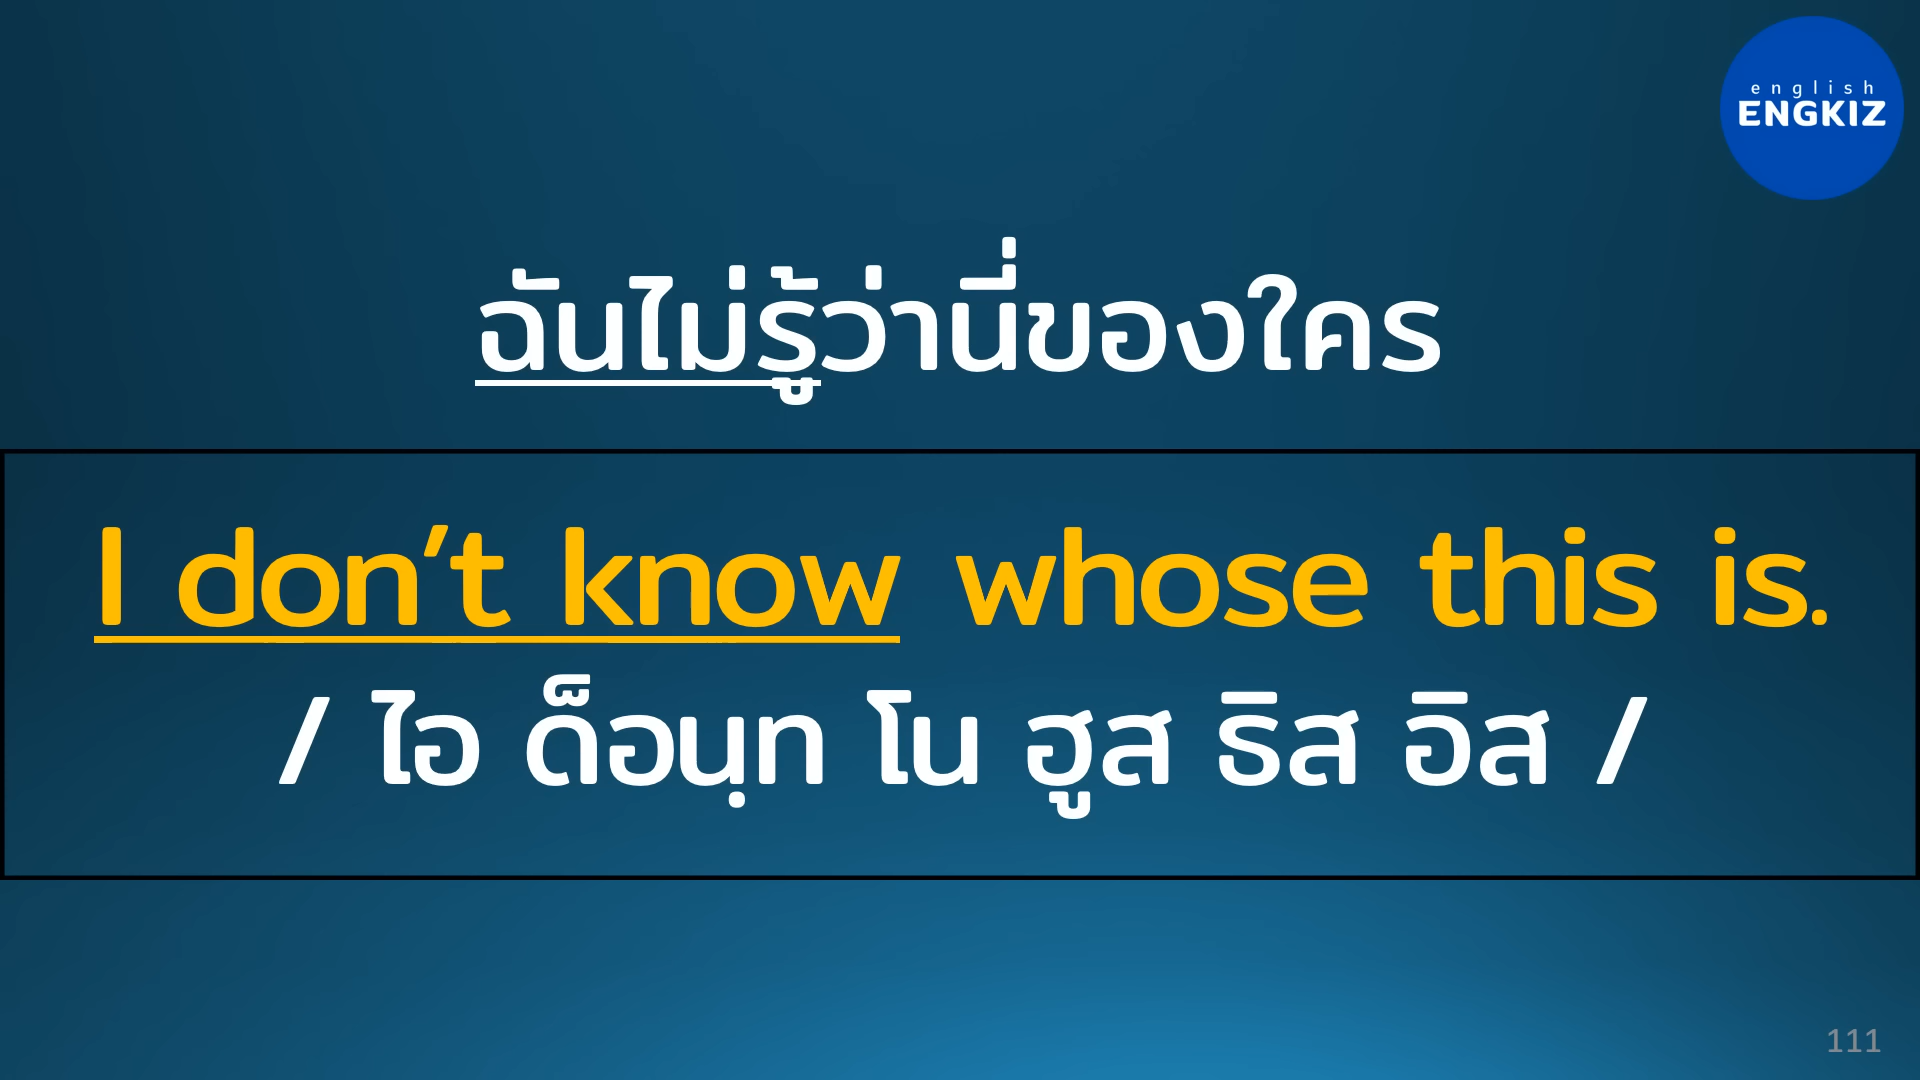 english
ENGKIZ
ฉันไม่รู้ว่านี่ของใคร
I don’t know whose this is.
/ ไอ ด็อนฺท โน ฮูส ธิส อิส /
111